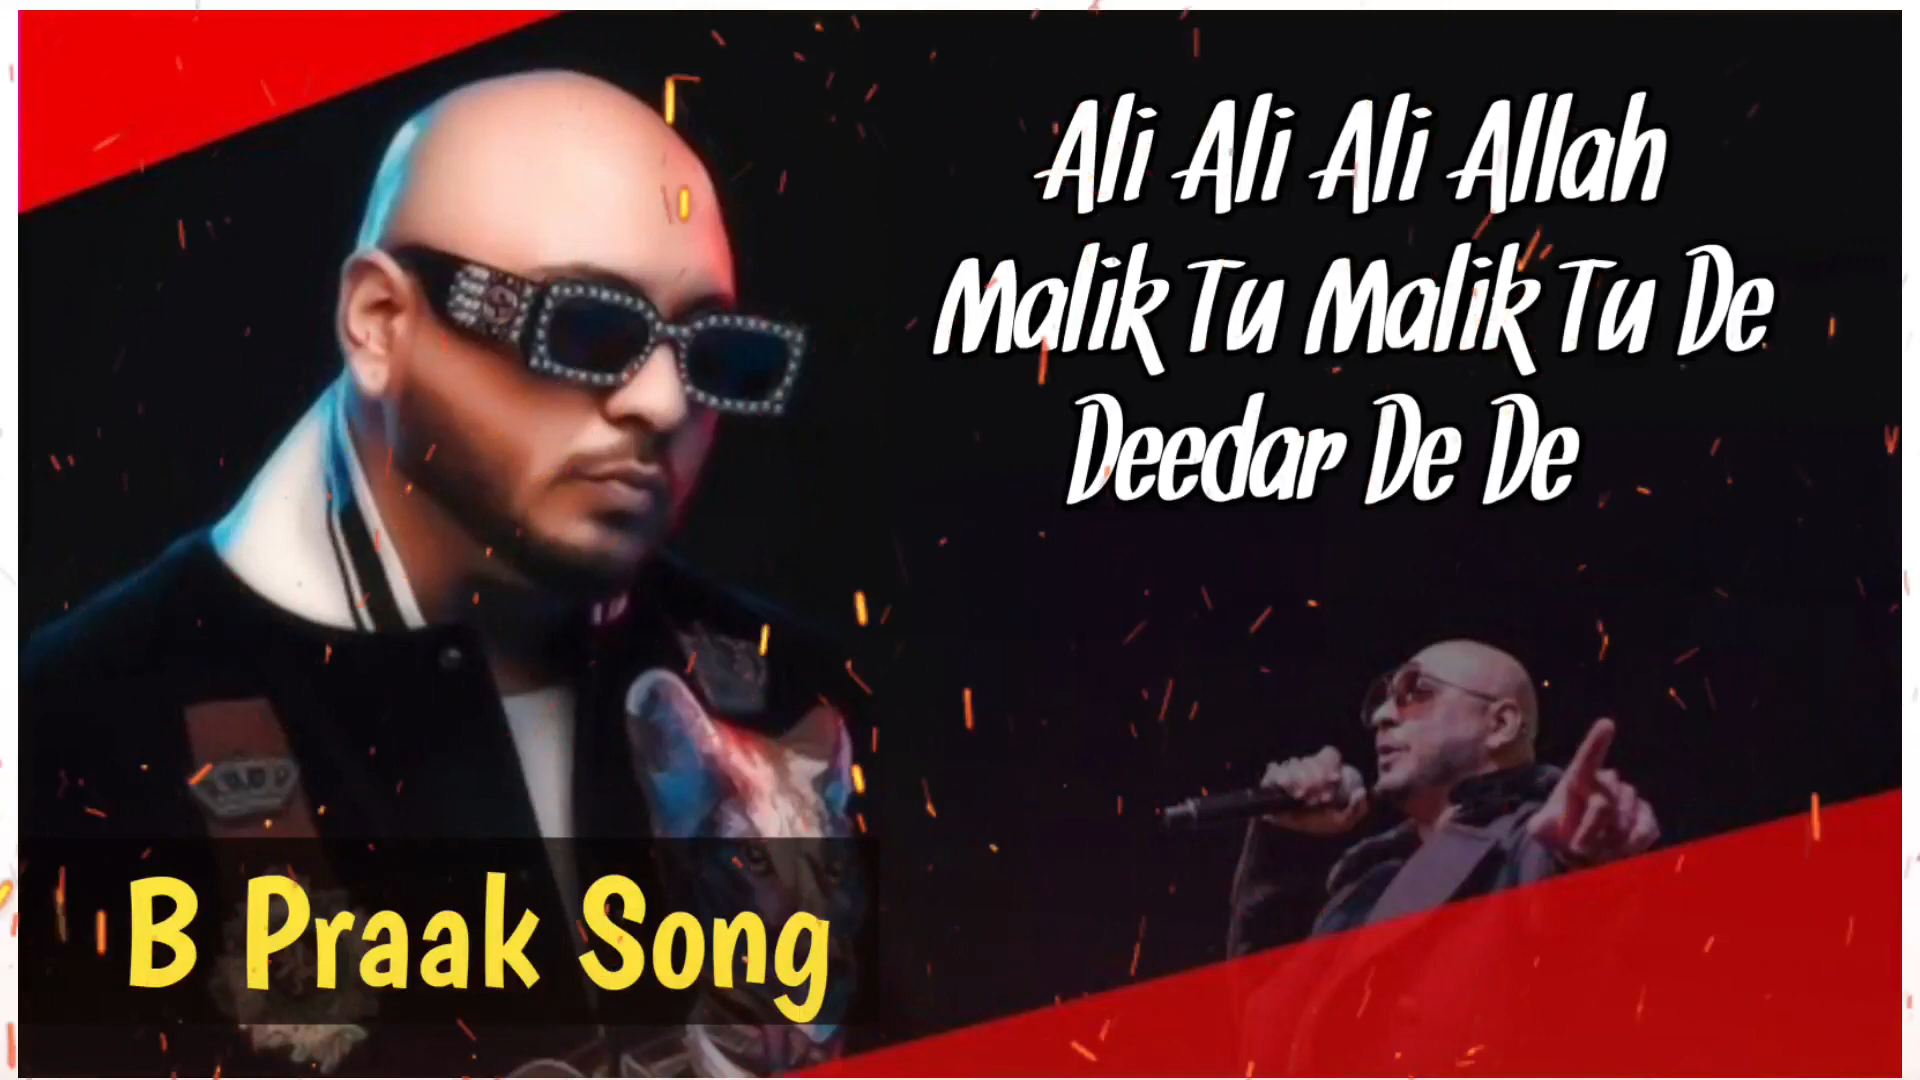 Ali Ali Ali Allah
Malik Tu Malik Tu De
Deedar De De
B Praak Song